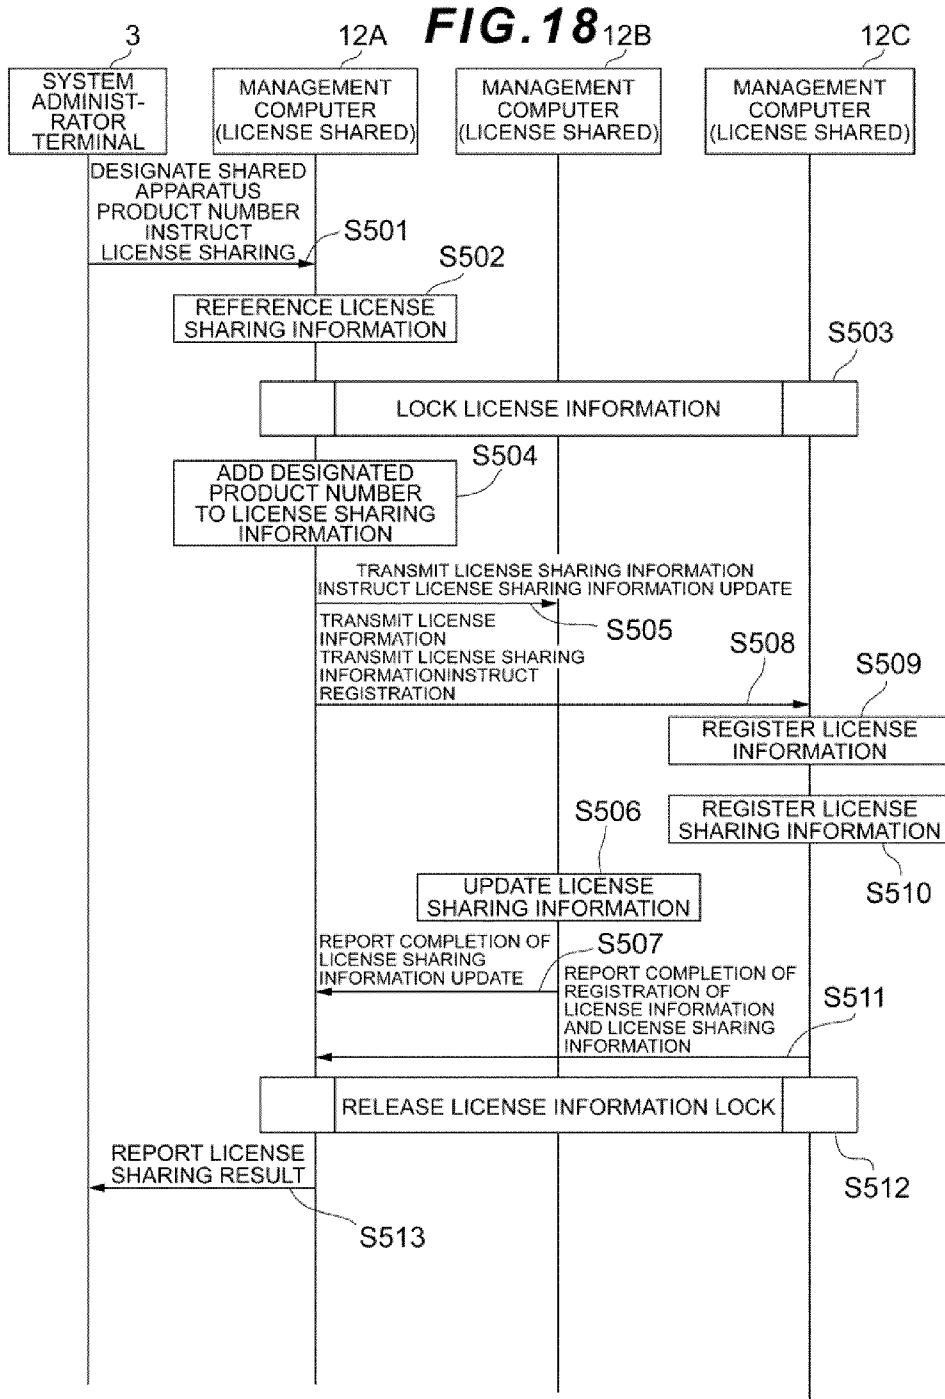 FIG.18
3
12A
12B
12C
SYSTEM
ADMINIST-
RATOR
TERMINAL
MANAGEMENT
COMPUTER
(LICENSE SHARED)
MANAGEMENT
COMPUTER
(LICENSE SHARED)
MANAGEMENT
COMPUTER
(LICENSE SHARED)
DESIGNATE SHARED
APPARATUS
PRODUCT NUMBER
INSTRUCT
LICENSE SHARING
S501
S502
REFERENCE LICENSE
SHARING INFORMATION
S503
LOCK LICENSE INFORMATION
S504
ADD DESIGNATED
PRODUCT NUMBER
TO LICENSE SHARING
INFORMATION
TRANSMIT LICENSE SHARING INFORMATION
INSTRUCT LICENSE SHARING INFORMATION UPDATE
S505
TRANSMIT LICENSE
INFORMATION
TRANSMIT LICENSE SHARING
INFORMATIONINSTRUCT
REGISTRATION
S508
S509
REGISTER LICENSE
INFORMATION
REGISTER LICENSE
SHARING INFORMATION
S510
S506
UPDATE LICENSE
SHARING INFORMATION
S507
REPORT COMPLETION OF
LICENSE SHARING
INFORMATION UPDATE
REPORT COMPLETION OF
REGISTRATION OF
LICENSE INFORMATION
AND LICENSE SHARING
INFORMATION
S511
RELEASE LICENSE INFORMATION LOCK
S512
REPORT LICENSE
SHARING RESULT
S513